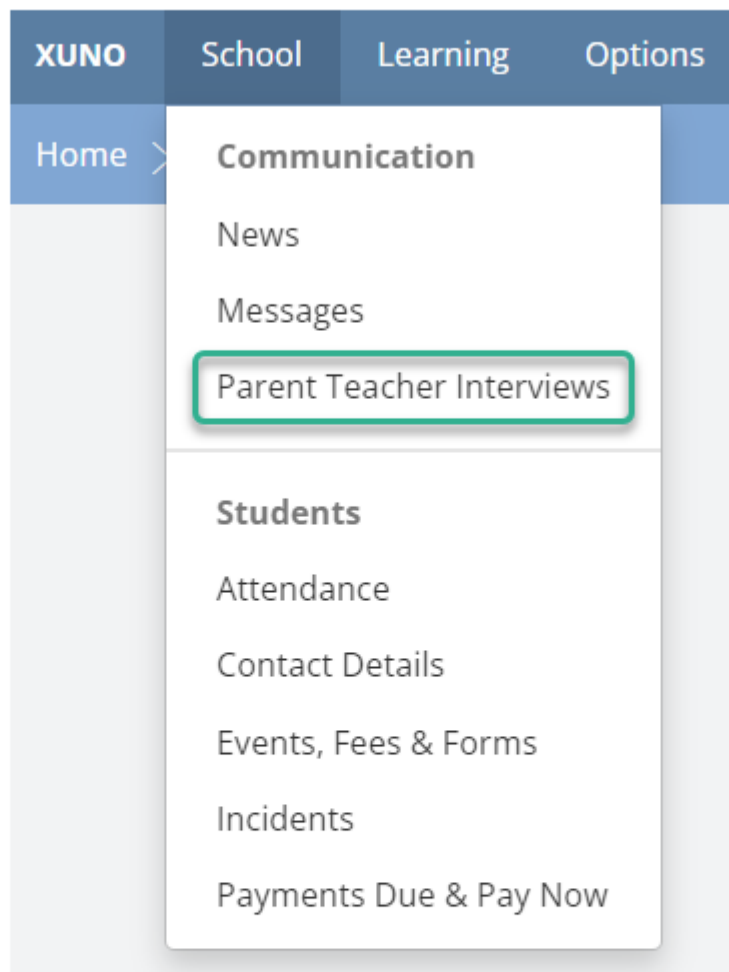 XUNO School Learning Options
Home
Communication
News
Messages
Parent Teacher Interviews
Students
Attendance
Contact Details
Events, Fees & Forms
Incidents
Payments Due & Pay Now